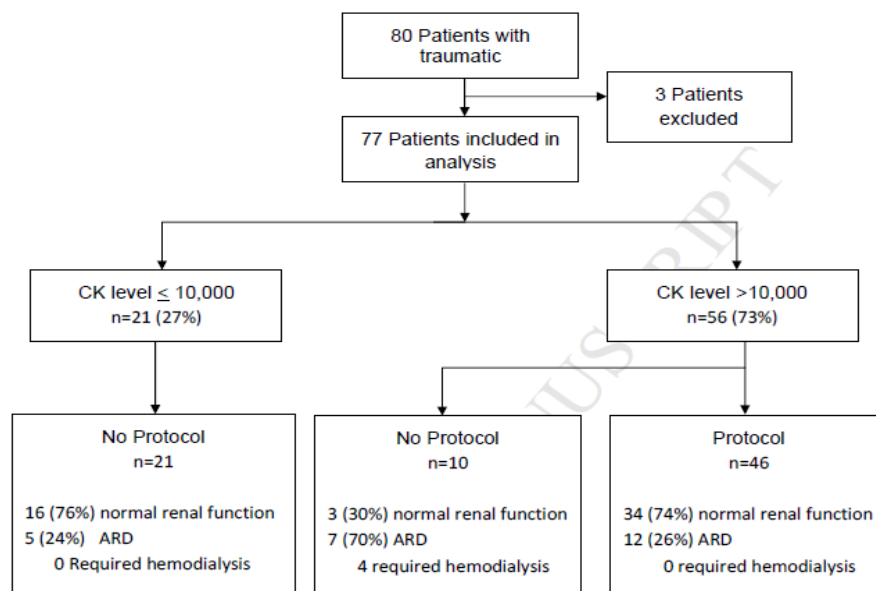 80 Patients with
traumatic
3 Patients
excluded
77 Patients included in
analysis
CK level ≤ 10,000
n=21 (27%)
CK level >10,000
n=56 (73%)
No Protocol
n=21
16 (76%) normal renal function
5 (24%) ARD
0 Required hemodialysis
No Protocol
n=10
3 (30%) normal renal function
7 (70%) ARD
4 required hemodialysis
Protocol
n=46
34 (74%) normal renal function
12 (26%) ARD
0 required hemodialysis